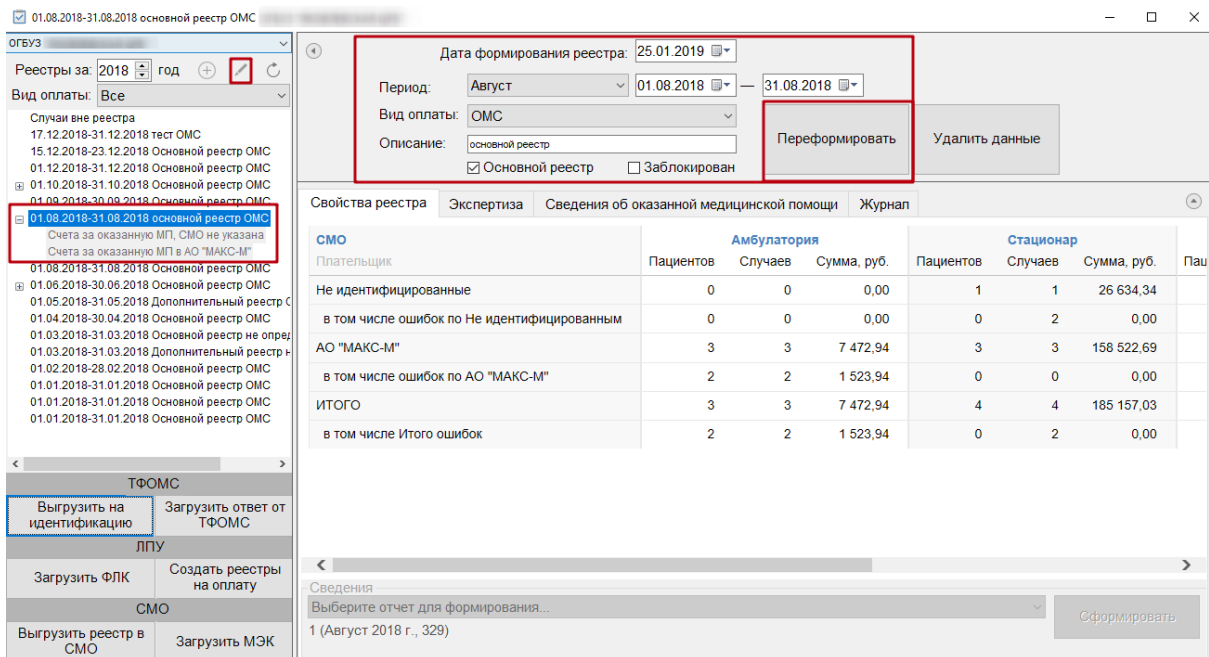 01.08.2018-31.08.2018 основной реестр ОМС
ОГБУЗ
Реестры за: 2018 год
Вид оплаты: Все
Случаи вне реестра
17.12.2018-31.12.2018 тест ОМС
15.12.2018-23.12.2018 Основной реестр ОМС
01.12.2018-31.12.2018 Основной реестр ОМС
01.10.2018-31.10.2018 Основной реестр ОМС
01.09.2018-30.09.2018 Основной реестр ОМС
01.08.2018-31.08.2018 основной реестр ОМС
Счета за оказанную МП, СМО не указана
Счета за оказанную МП в АО "МАКС-М"
01.08.2018-31.08.2018 Основной реестр ОМС
01.06.2018-30.06.2018 Основной реестр ОМС
01.05.2018-31.05.2018 Дополнительный реестр О
01.04.2018-30.04.2018 Основной реестр ОМС
01.03.2018-31.03.2018 Основной реестр не опред
01.03.2018-31.03.2018 Дополнительный реестр н
01.02.2018-28.02.2018 Основной реестр ОМС
01.01.2018-31.01.2018 Основной реестр ОМС
01.01.2018-31.01.2018 Основной реестр ОМС
01.01.2018-31.01.2018 Основной реестр ОМС
ТФОМС
Выгрузить на идентификацию
Загрузить ответ от ТФОМС
ЛПУ
Загрузить ФЛК
Создать реестры на оплату
СМО
Выгрузить реестр в СМО
Загрузить МЭК
Дата формирования реестра: 25.01.2019
Период: Август 01.08.2018 — 31.08.2018
Вид оплаты: ОМС
Описание: основной реестр
Основной реестр Заблокирован
Переформировать Удалить данные
Свойства реестра Экспертиза Сведения об оказанной медицинской помощи Журнал
СМО Амбулатория Стационар
Плательщик Пациентов Случаев Сумма, руб. Пациентов Случаев Сумма, руб. Пац
Не идентифицированные 0 0 0,00 1 1 26 634,34
в том числе ошибок по Не идентифицированным 0 0 0,00 0 2 0,00
АО "МАКС-М" 3 3 7 472,94 3 3 158 522,69
в том числе ошибок по АО "МАКС-М" 2 2 1 523,94 0 0 0,00
ИТОГО 3 3 7 472,94 4 4 185 157,03
в том числе Итого ошибок 2 2 1 523,94 0 2 0,00
Сведения
Выберите отчет для формирования...
Сформировать
1 (Август 2018 г., 329)